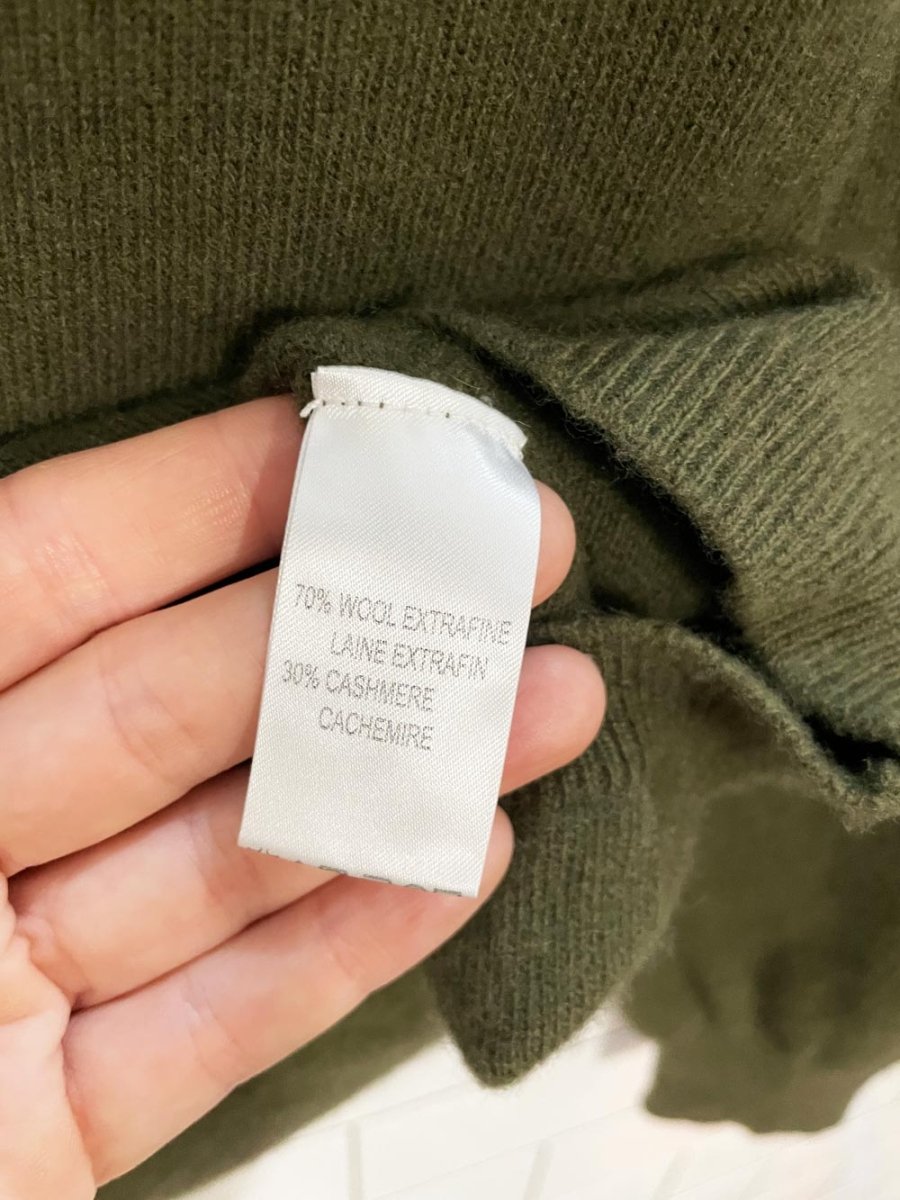 70% WOOL EXTRAFINE
LAINE EXTRAFIN
30% CASHMERE
CACHEMIRE